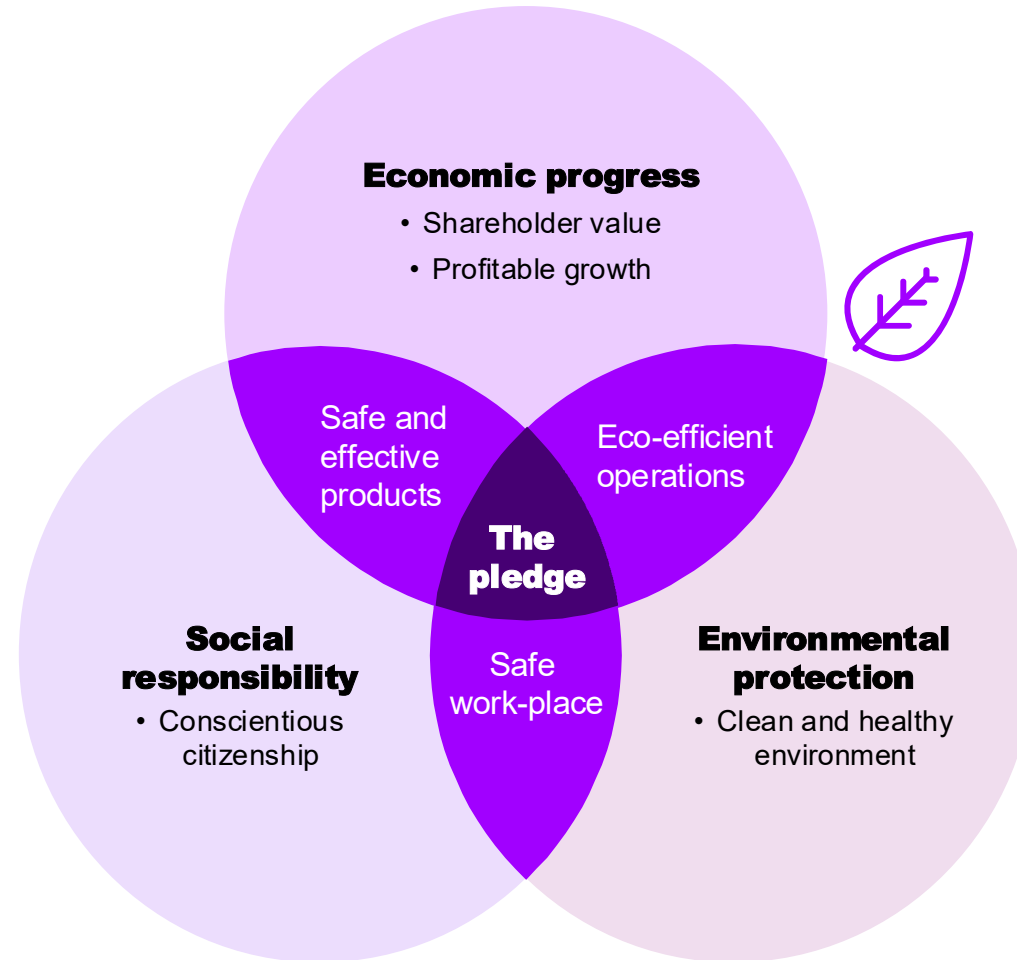 Economic progress
• Shareholder value
• Profitable growth
Safe and
effective
products
Eco-efficient
operations
The
pledge
Social
responsibility
• Conscientious
citizenship
Safe
work-place
Environmental
protection
• Clean and healthy
environment